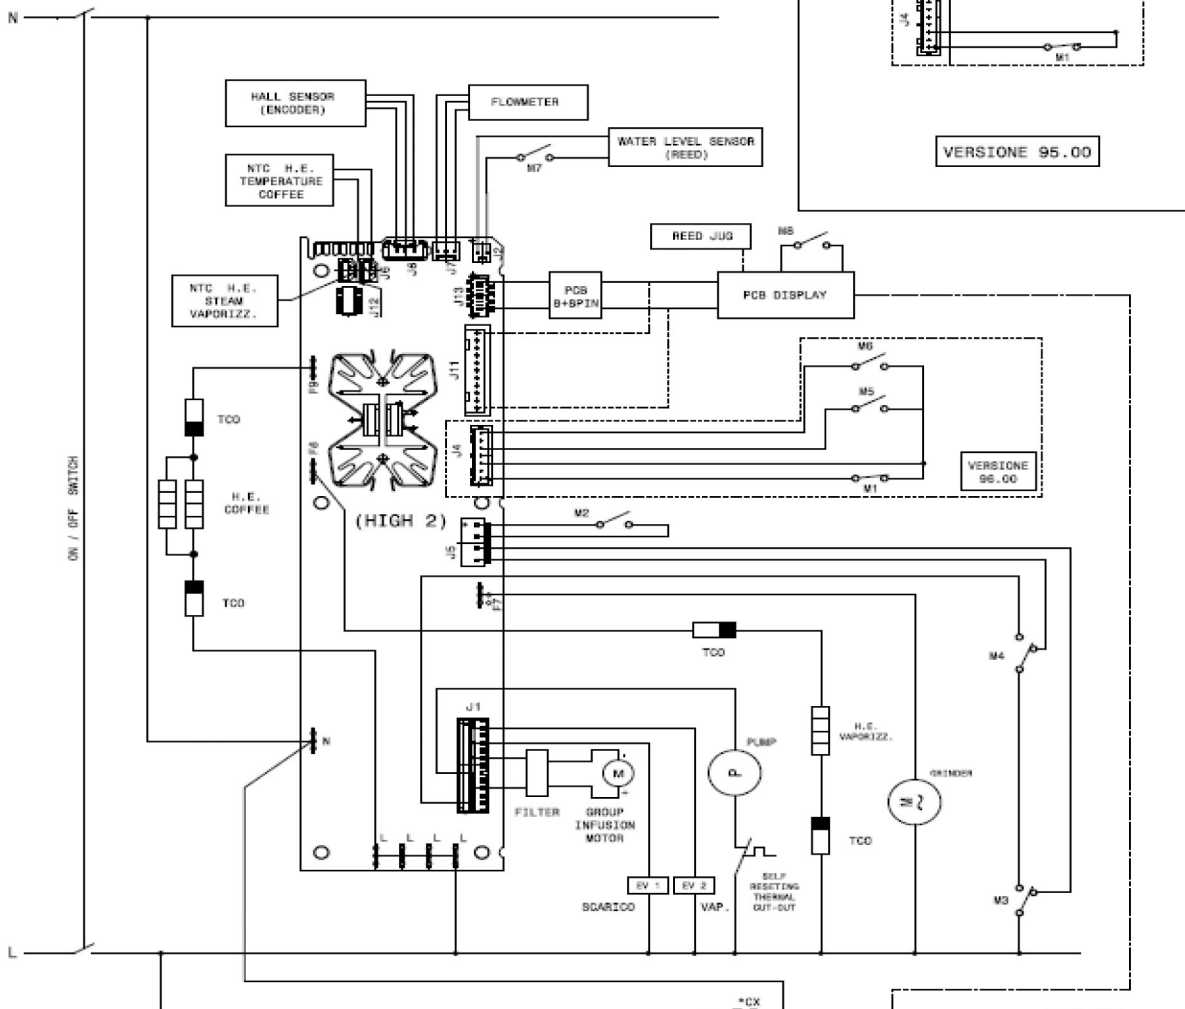 N
J4
M1
HALL SENSOR
(ENCODER)
FLOWMETER
WATER LEVEL SENSOR
(REED)
M7
VERSIONE 95.00
NTC H.E.
TEMPERATURE
COFFEE
REED JUG
M8
J6
J8
J7
J2
NTC H.E.
STEAM
VAPORIZZ.
J12
J13
PCB
B+SPIN
PCB DISPLAY
M6
J11
F9
M5
TCO
F8
J4
VERSIONE
96.00
M1
ON / OFF SWITCH
H.E.
COFFEE
(HIGH 2)
M2
J5
TCO
F7
TCO
M4
J1
H.E.
VAPORIZZ.
N
PUMP
P
M
GRINDER
M
FILTER
GROUP
INFUSION
MOTOR
L
L
L
L
TCO
EV 1
EV 2
SELF
RESETING
THERMAL
CUT-OUT
SCARICO
VAP.
M3
L
*CX